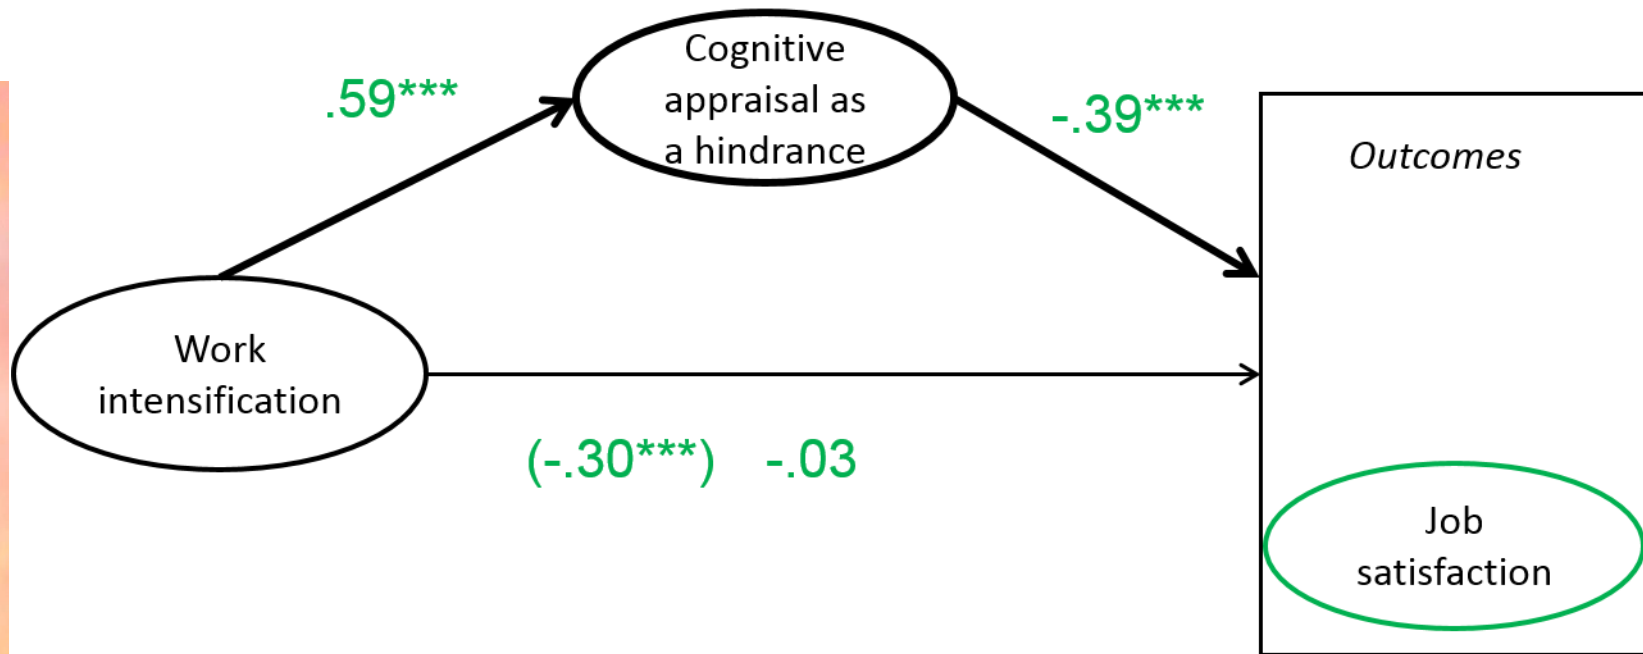 Cognitive
appraisal as
a hindrance
.59***
-.39***
Outcomes
Work
intensification
(-.30***) -.03
Job
satisfaction